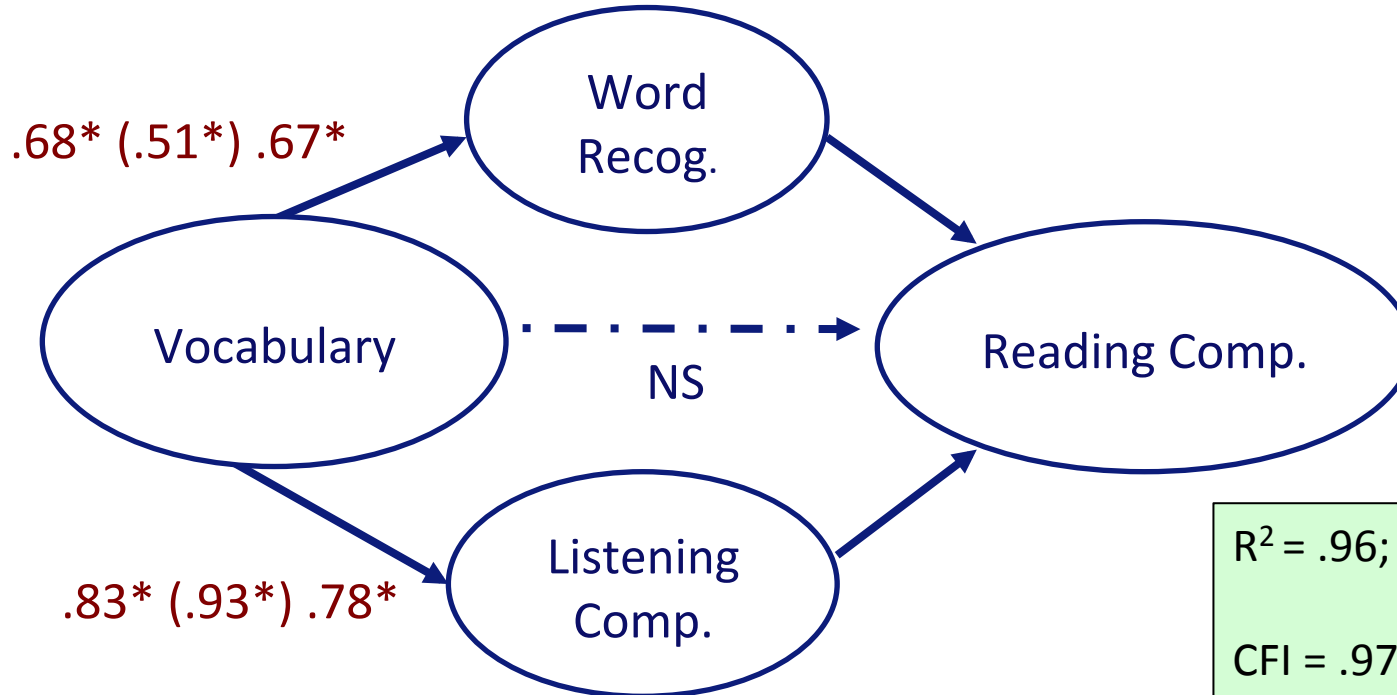 Word
Recog.
.68* (.51*) .67*
Vocabulary
NS
Reading Comp.
Listening
Comp.
.83* (.93*) .78*
R² = .96;
CFI = .97